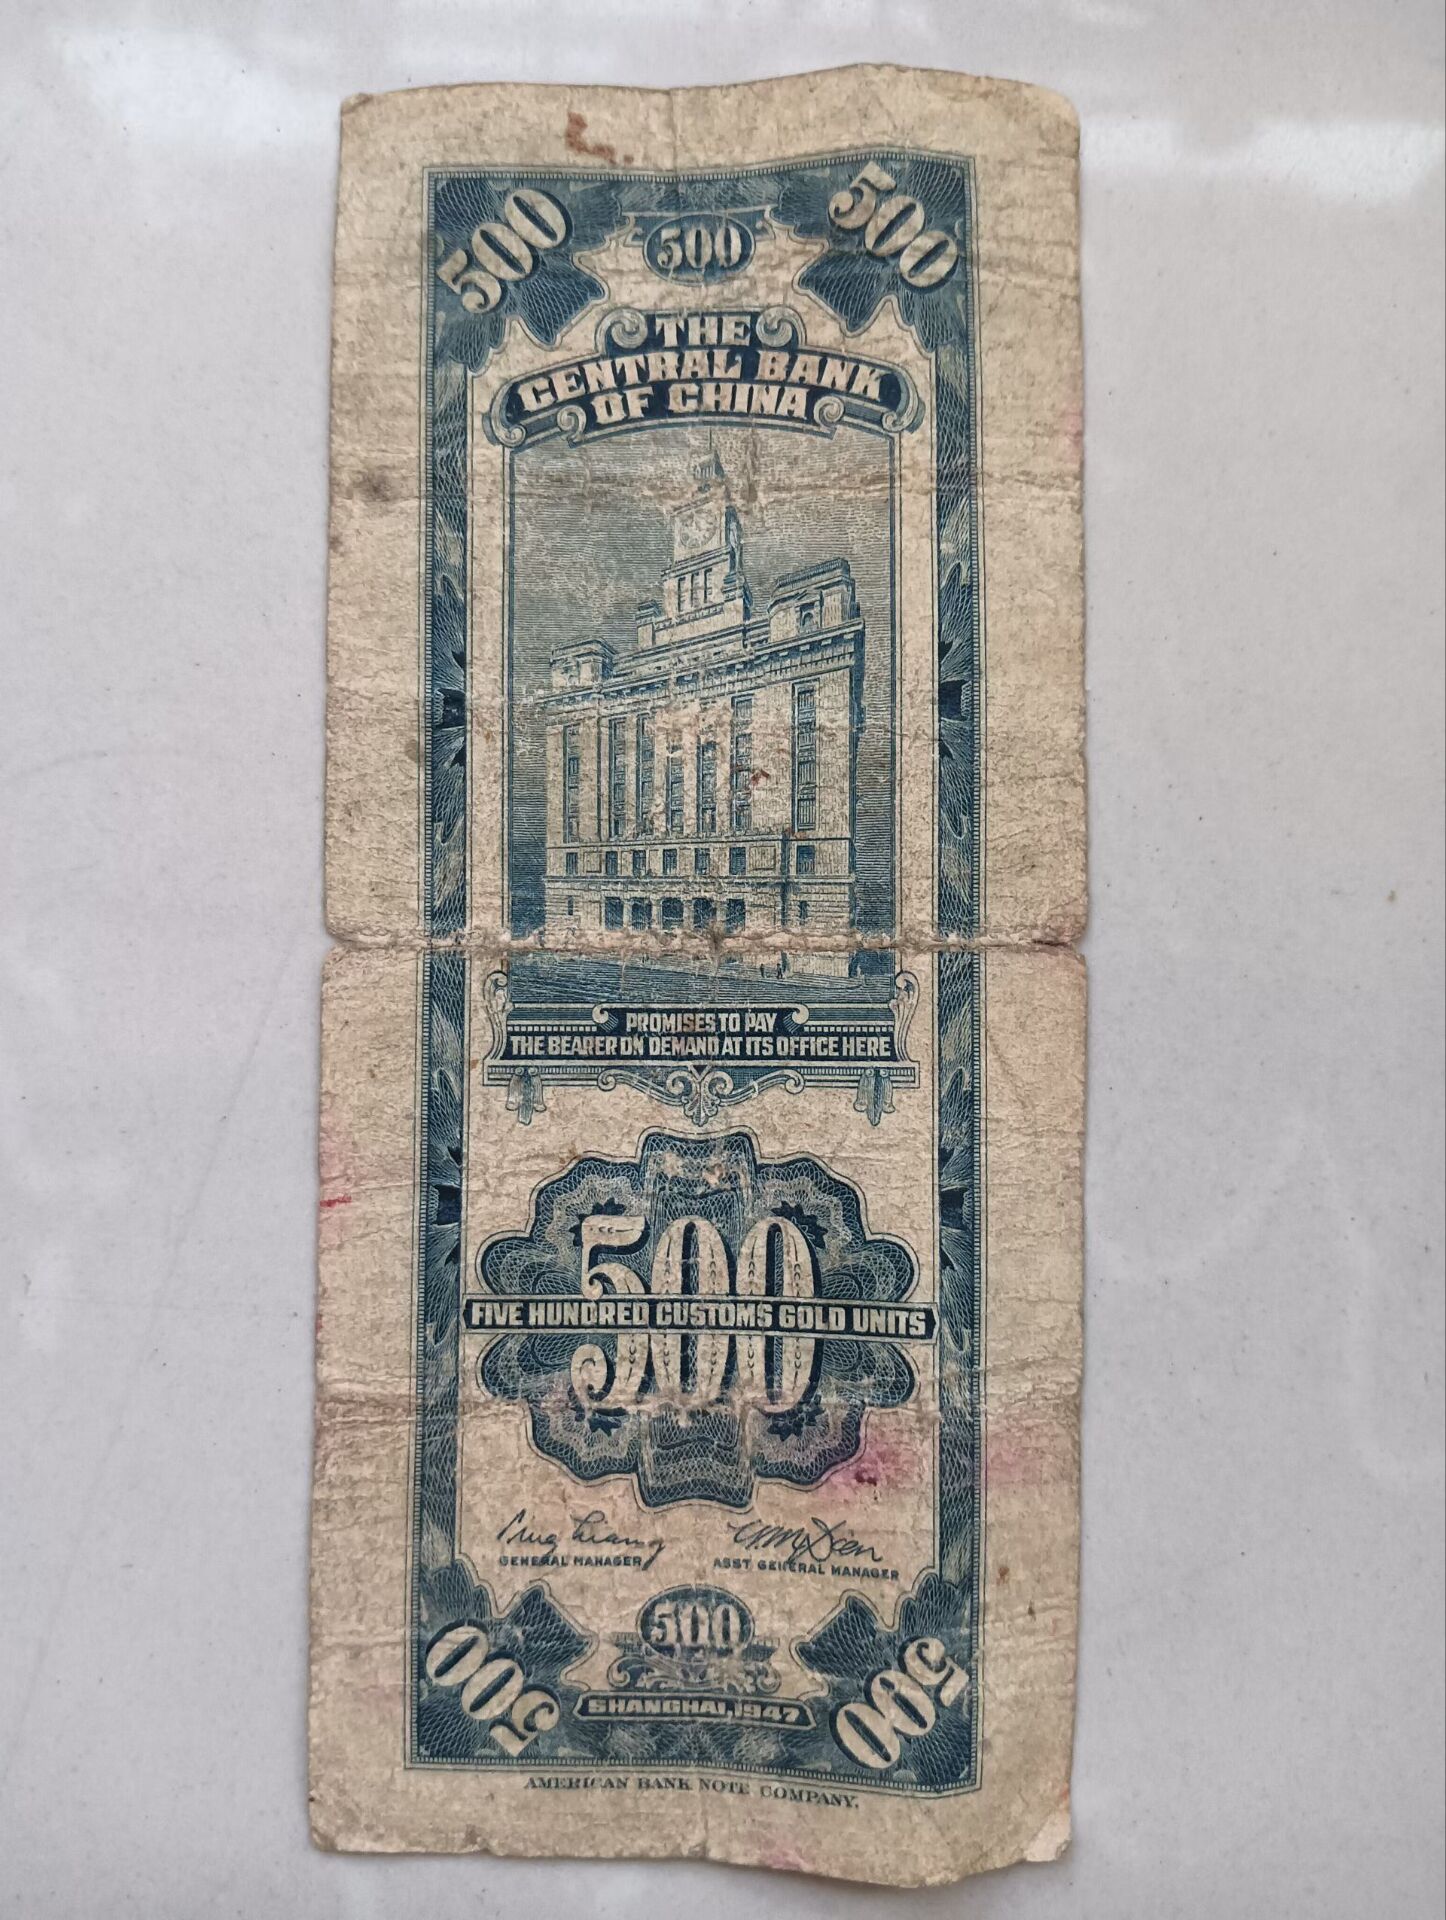 500 500 500
THE
CENTRAL BANK
OF CHINA
PROMISES TO PAY
THE BEARER ON DEMAND AT ITS OFFICE HERE
500
FIVE HUNDRED CUSTOMS GOLD UNITS
GENERAL MANAGER ASST GENERAL MANAGER
500 500 500
SHANGHAI, 1947
AMERICAN BANK NOTE COMPANY.